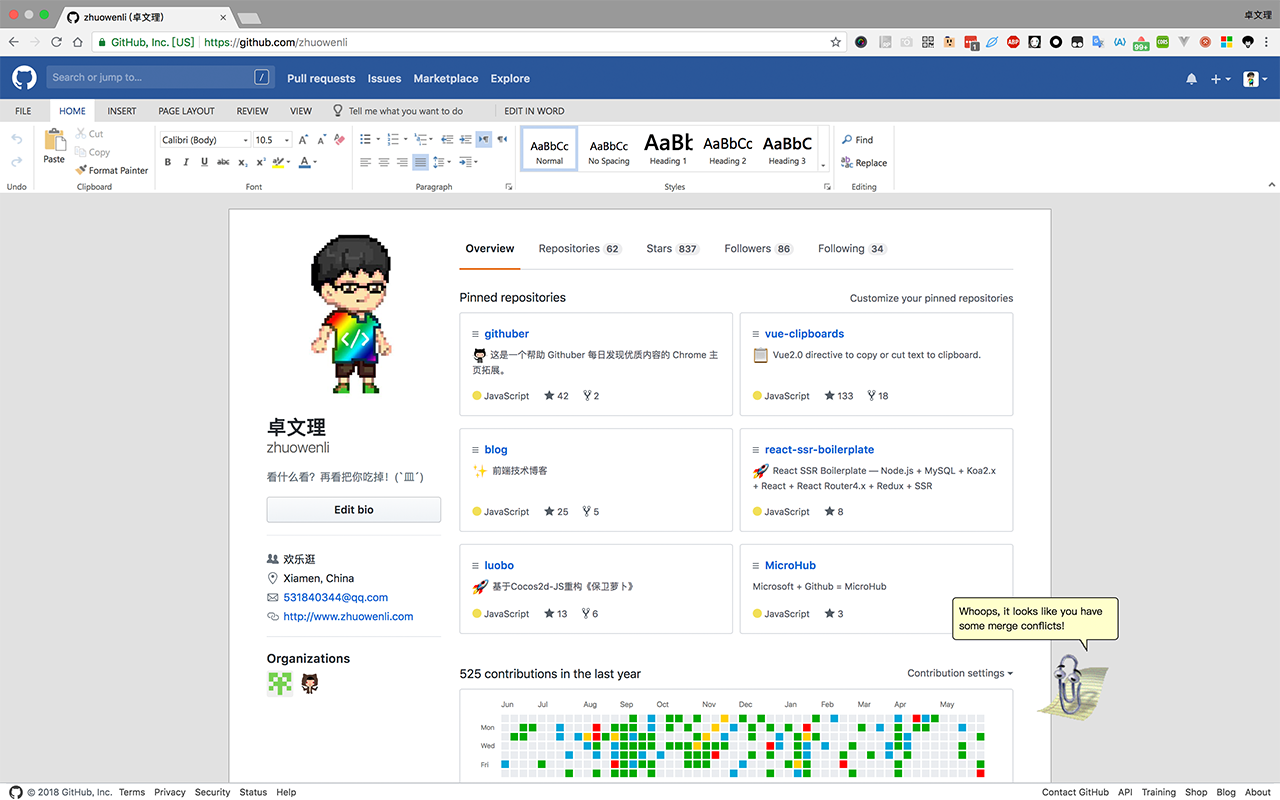 zhuowenli (卓文理)
卓文理
GitHub, Inc. [US] https://github.com/zhuowenli
Search or jump to... /
Pull requests Issues Marketplace Explore
FILE HOME INSERT PAGE LAYOUT REVIEW VIEW Tell me what you want to do EDIT IN WORD
Paste
Cut
Copy
Format Painter
Calibri (Body) 10.5
B I U abc x₂ x²
AaBbCc AaBbCc AaBb AaBbCc AaBbC
Normal No Spacing Heading 1 Heading 2 Heading 3
Find
Replace
Undo Clipboard Font Paragraph Styles Editing
Overview Repositories 62 Stars 837 Followers 86 Following 34
</>
卓文理
zhuowenli
看什么看？再看把你吃掉！(`皿´)
Edit bio
欢乐逛
Xiamen, China
531840344@qq.com
http://www.zhuowenli.com
Organizations
Pinned repositories Customize your pinned repositories
githuber
这是一个帮助 Githuber 每日发现优质内容的 Chrome 主
页拓展。
JavaScript 42 2
vue-clipboards
Vue2.0 directive to copy or cut text to clipboard.
JavaScript 133 18
blog
前端技术博客
JavaScript 25 5
react-ssr-boilerplate
React SSR Boilerplate — Node.js + MySQL + Koa2.x
+ React + React Router4.x + Redux + SSR
JavaScript 8
luobo
基于Cocos2d-JS重构《保卫萝卜》
JavaScript 13 6
MicroHub
Microsoft + Github = MicroHub
JavaScript 3
Whoops, it looks like you have
some merge conflicts!
525 contributions in the last year Contribution settings
Jun Jul Aug Sep Oct Nov Dec Jan Feb Mar Apr May
Mon
Wed
Fri
© 2018 GitHub, Inc. Terms Privacy Security Status Help
Contact GitHub API Training Shop Blog About